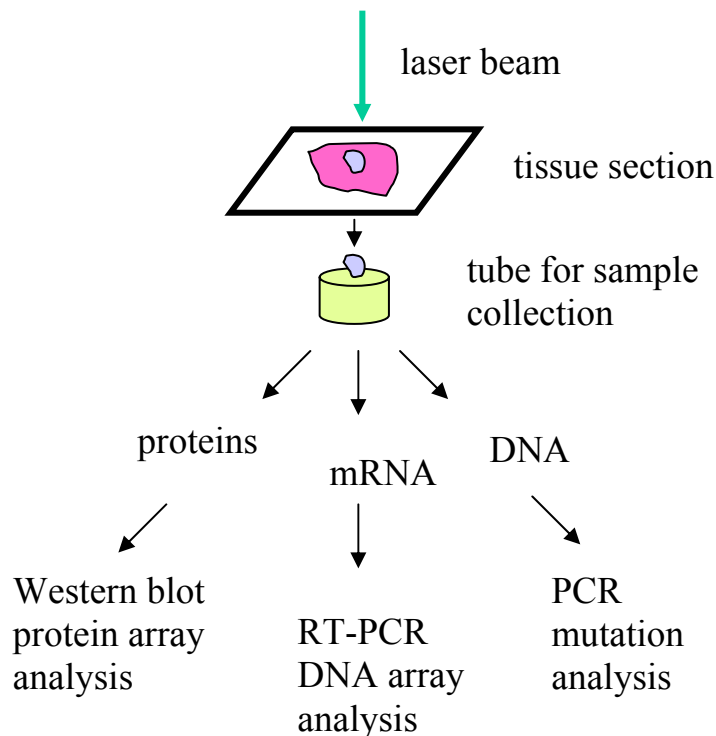 laser beam
tissue section
tube for sample
collection
proteins
mRNA
DNA
Western blot
protein array
analysis
RT-PCR
DNA array
analysis
PCR
mutation
analysis